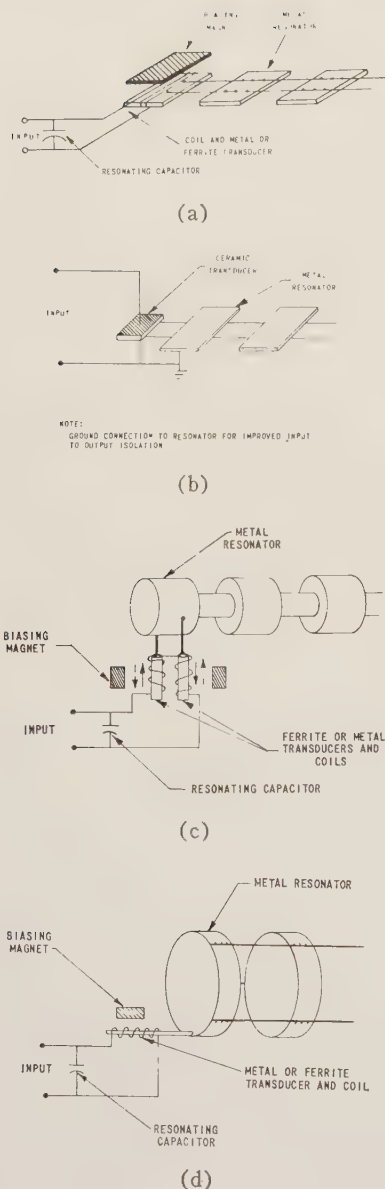 INPUT
COIL AND METAL OR
FERRITE TRANSDUCER
RESONATING CAPACITOR
(a)
CERAMIC
TRANSDUCER
METAL
RESONATOR
INPUT
NOTE:
GROUND CONNECTION TO RESONATOR FOR IMPROVED INPUT
TO OUTPUT ISOLATION
(b)
METAL
RESONATOR
BIASING
MAGNET
INPUT
FERRITE OR METAL
TRANSDUCERS AND
COILS
RESONATING CAPACITOR
(c)
METAL RESONATOR
BIASING
MAGNET
INPUT
METAL OR FERRITE
TRANSDUCER AND COIL
RESONATING
CAPACITOR
(d)